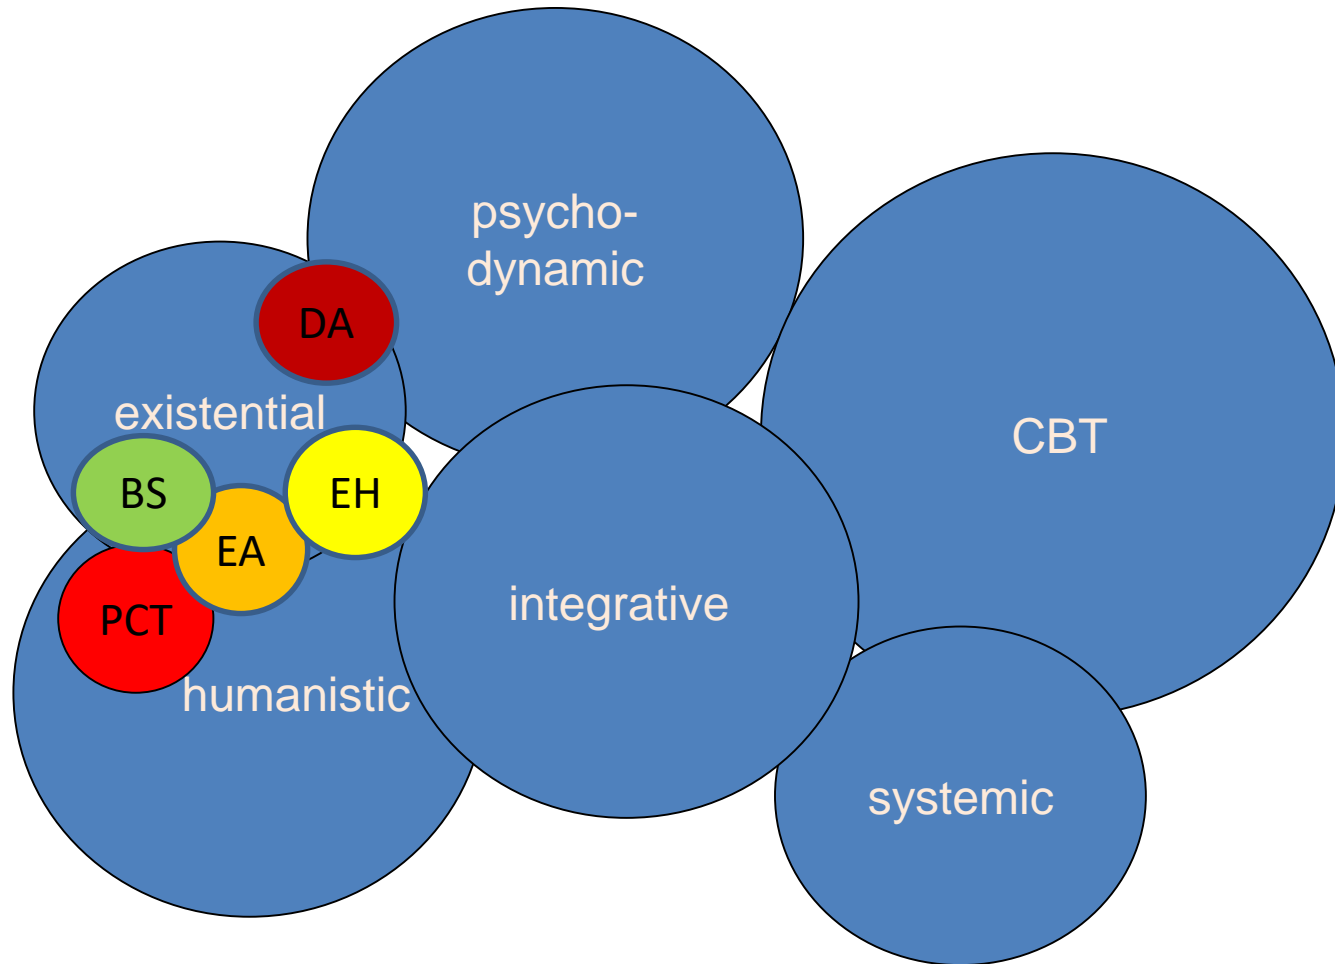 psycho-
dynamic
DA
existential
CBT
BS
EH
EA
integrative
PCT
humanistic
systemic